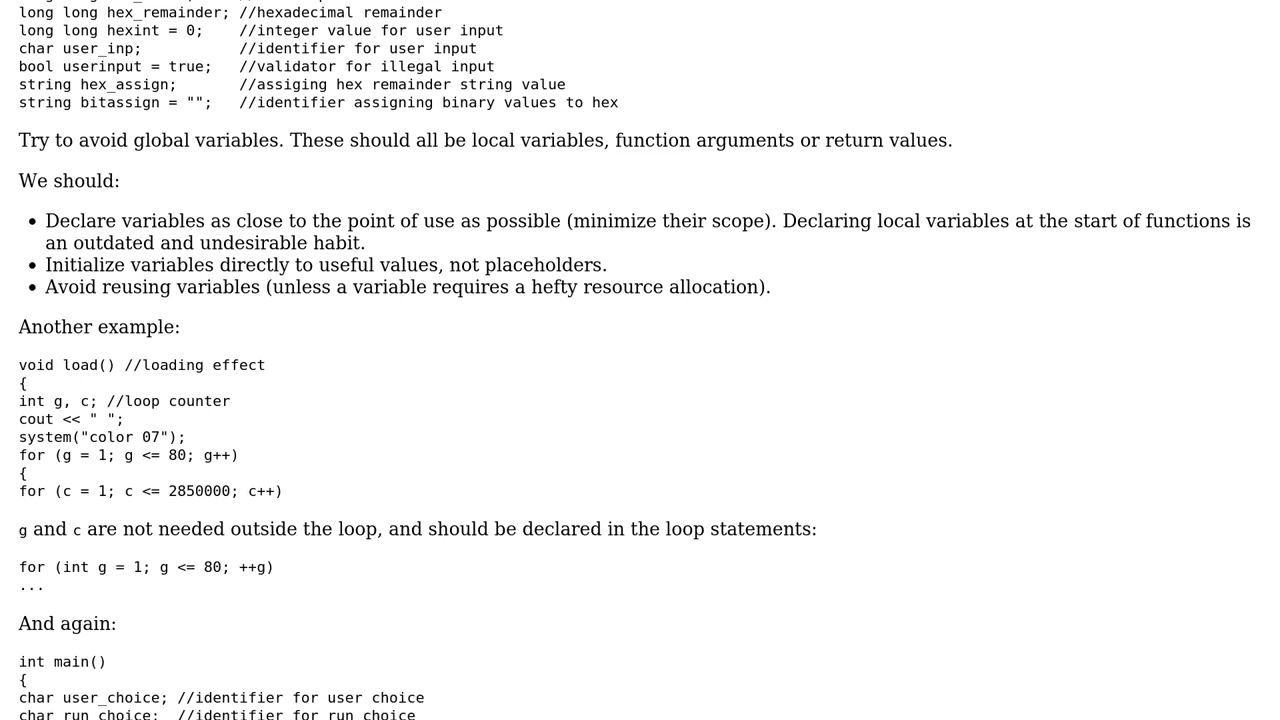 long long hex_remainder; //hexadecimal remainder
long long hexint = 0;    //integer value for user input
char user_inp;           //identifier for user input
bool userinput = true;   //validator for illegal input
string hex_assign;       //assiging hex remainder string value
string bitassign = "";   //identifier assigning binary values to hex
Try to avoid global variables. These should all be local variables, function arguments or return values.
We should:
• Declare variables as close to the point of use as possible (minimize their scope). Declaring local variables at the start of functions is
an outdated and undesirable habit.
• Initialize variables directly to useful values, not placeholders.
• Avoid reusing variables (unless a variable requires a hefty resource allocation).
Another example:
void load() //loading effect
{
int g, c; //loop counter
cout << " ";
system("color 07");
for (g = 1; g <= 80; g++)
{
for (c = 1; c <= 2850000; c++)
g and c are not needed outside the loop, and should be declared in the loop statements:
for (int g = 1; g <= 80; ++g)
...
And again:
int main()
{
char user_choice; //identifier for user choice
char run_choice;  //identifier for run choice